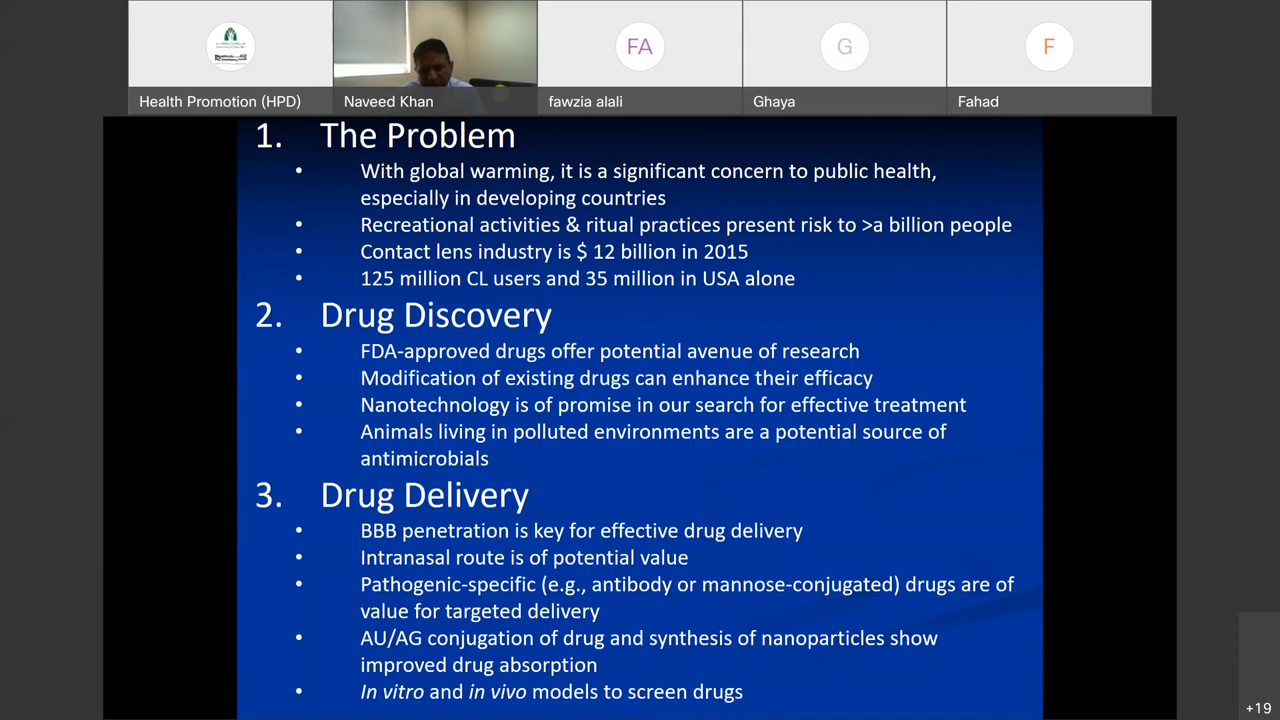 Health Promotion (HPD)
Naveed Khan
FA
fawzia alali
G
Ghaya
F
Fahad
1. The Problem
• With global warming, it is a significant concern to public health,
especially in developing countries
• Recreational activities & ritual practices present risk to >a billion people
• Contact lens industry is $ 12 billion in 2015
• 125 million CL users and 35 million in USA alone
2. Drug Discovery
• FDA-approved drugs offer potential avenue of research
• Modification of existing drugs can enhance their efficacy
• Nanotechnology is of promise in our search for effective treatment
• Animals living in polluted environments are a potential source of
antimicrobials
3. Drug Delivery
• BBB penetration is key for effective drug delivery
• Intranasal route is of potential value
• Pathogenic-specific (e.g., antibody or mannose-conjugated) drugs are of
value for targeted delivery
• AU/AG conjugation of drug and synthesis of nanoparticles show
improved drug absorption
• In vitro and in vivo models to screen drugs
+19